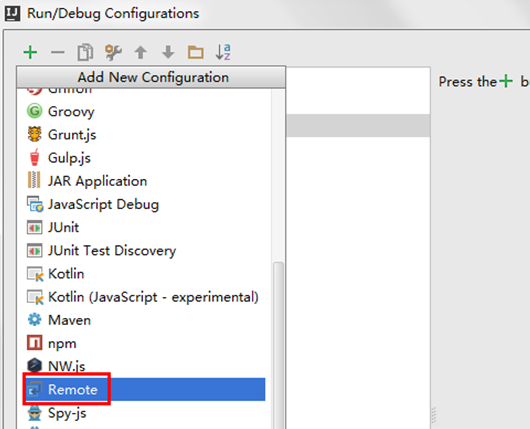 Run/Debug Configurations
Add New Configuration
Press the + b
Griffon
Groovy
Grunt.js
Gulp.js
JAR Application
JavaScript Debug
JUnit
JUnit Test Discovery
Kotlin
Kotlin (JavaScript - experimental)
Maven
npm
NW.js
Remote
Spy-js